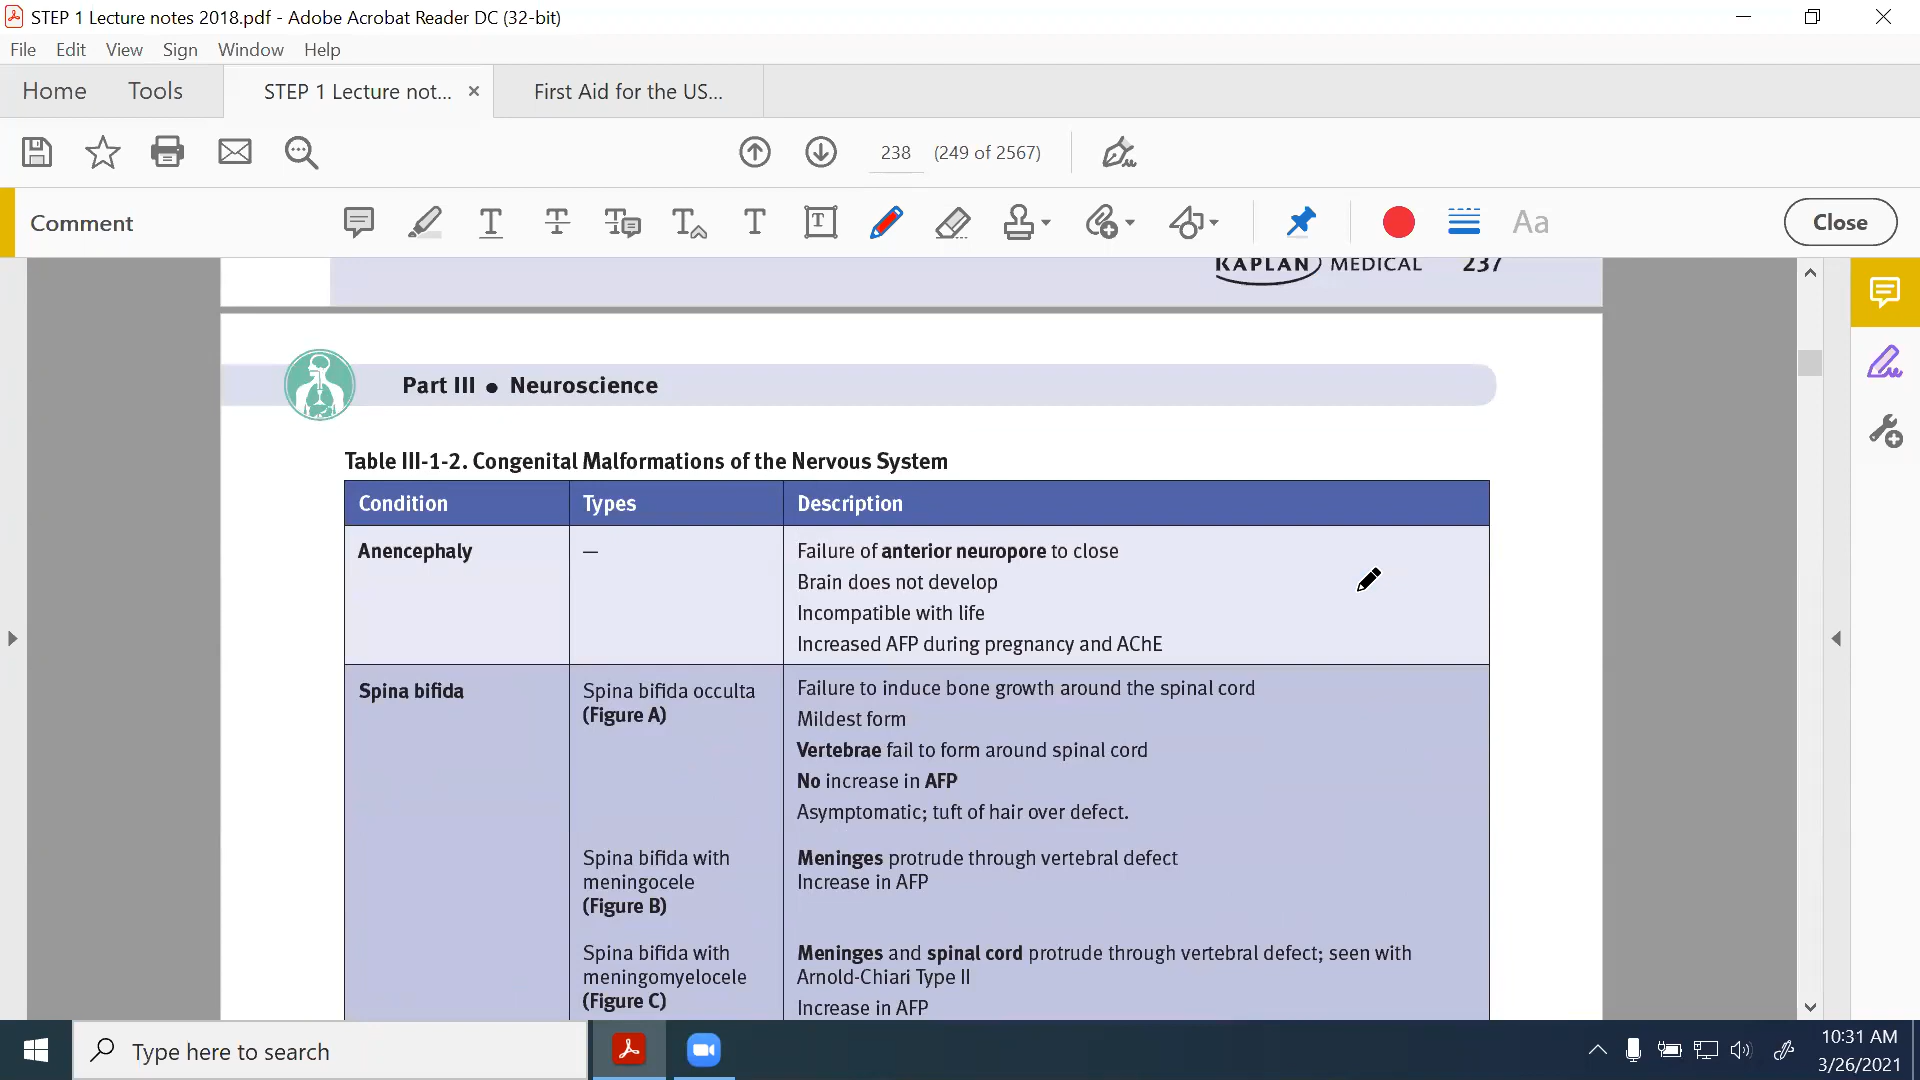 STEP 1 Lecture notes 2018.pdf - Adobe Acrobat Reader DC (32-bit)
File Edit View Sign Window Help
Home Tools STEP 1 Lecture not... × First Aid for the US...
238 (249 of 2567)
Comment T T T T T T Aa Close
KAPLAN MEDICAL 237
Part III • Neuroscience
Table III-1-2. Congenital Malformations of the Nervous System
Condition Types Description
Anencephaly — Failure of anterior neuropore to close
Brain does not develop
Incompatible with life
Increased AFP during pregnancy and AChE
Spina bifida Spina bifida occulta Failure to induce bone growth around the spinal cord
(Figure A) Mildest form
Vertebrae fail to form around spinal cord
No increase in AFP
Asymptomatic; tuft of hair over defect.
Spina bifida with Meninges protrude through vertebral defect
meningocele Increase in AFP
(Figure B)
Spina bifida with Meninges and spinal cord protrude through vertebral defect; seen with
meningomyelocele Arnold-Chiari Type II
(Figure C) Increase in AFP
Type here to search
10:31 AM
3/26/2021